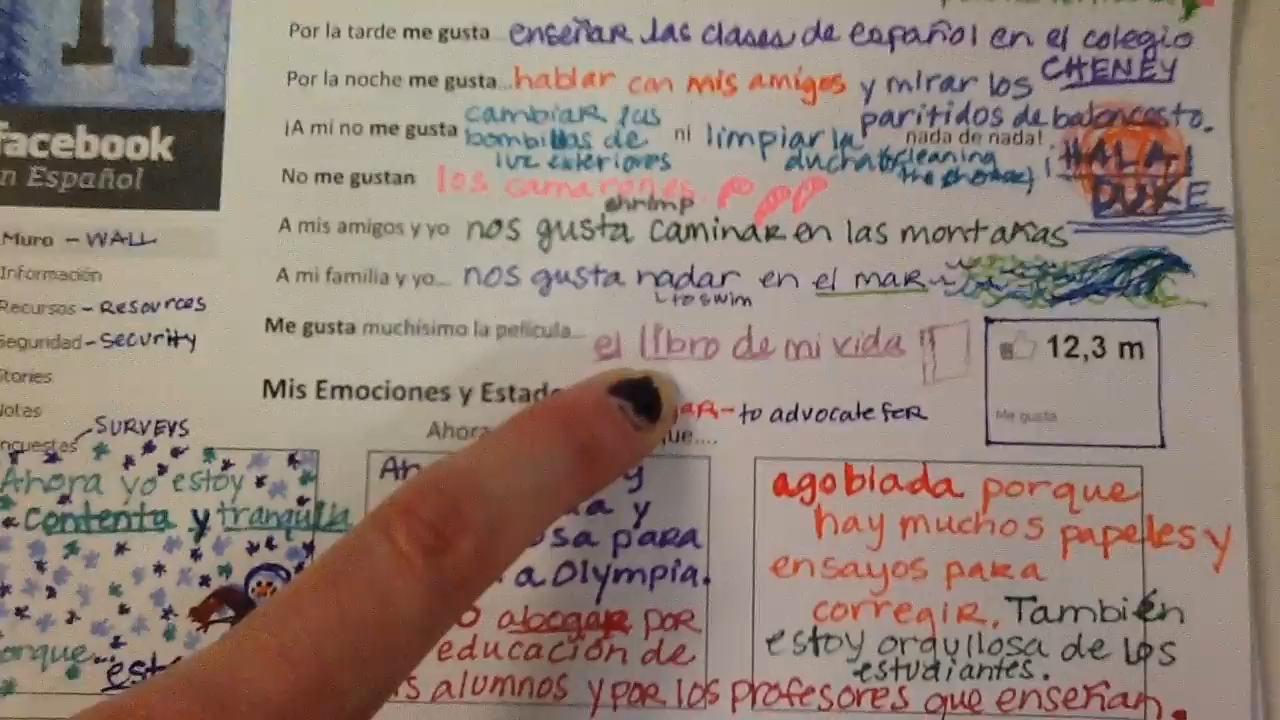 Por la tarde me gusta enseñar las clases de español en el colegio
CHENEY
Por la noche me gusta... hablar con mis amigos y mirar los
paritidos de baloncesto.
¡A mí no me gusta cambiar las bombillas de luz exteriores ni limpiar la ducha nada de nada!
(cleaning the shower)
¡HALA!
DUKE
No me gustan los camarones.
shrimp
A mis amigos y yo nos gusta caminar en las montañas
A mi familia y yo... nos gusta nadar en el mar
to swim
Me gusta muchísimo la película... el libro de mi vida
12,3 m
Me gusta
Mis Emociones y
to advocate for
Ahora
facebook
n Español
Muro - WALL
Información
Recursos - Resources
Seguridad - Security
SURVEYS
Ahora yo estoy
contenta y tranquila
y
a y
osa para
a Olympia.
abogar por
educación de
alumnos y por los profesores que enseñan.
agobiada porque
hay muchos papeles y
ensayos para
corregir. También
estoy orgullosa de los
estudiantes.